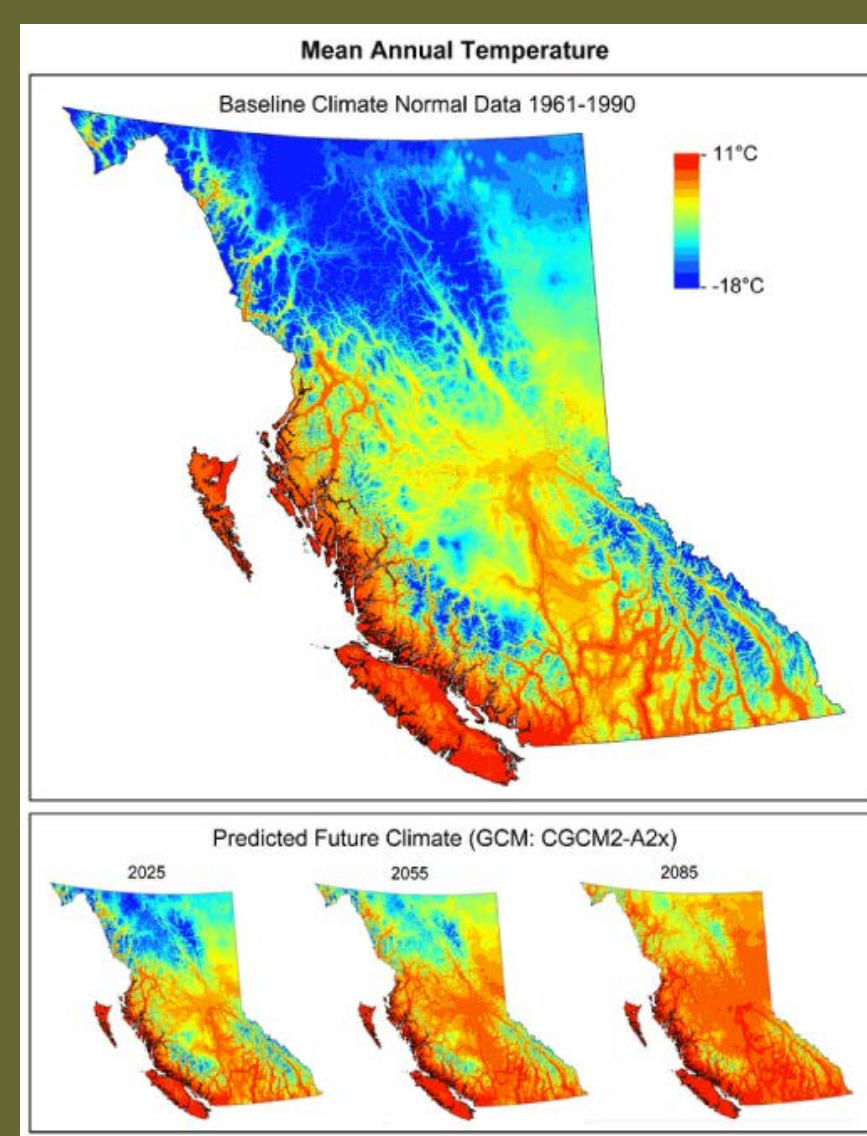 Mean Annual Temperature
Baseline Climate Normal Data 1961-1990
11°C
-18°C
Predicted Future Climate (GCM: CGCM2-A2x)
2025
2055
2085